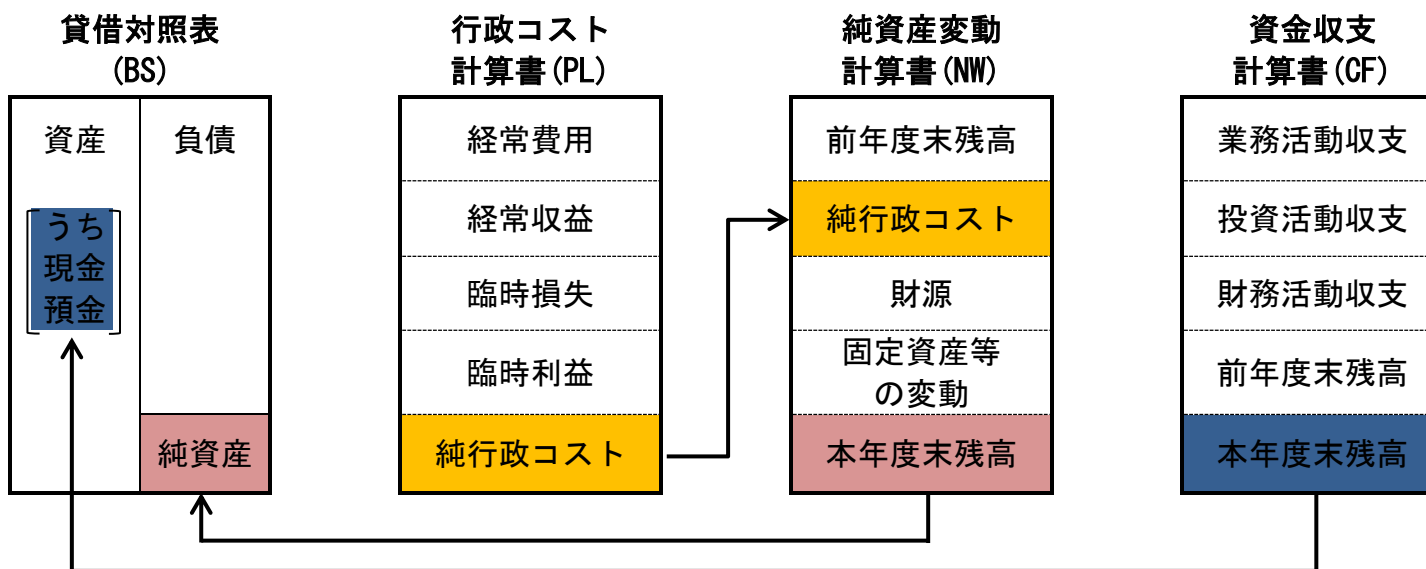 貸借対照表
(BS)
資産
負債
うち
現金
預金
純資産
行政コスト
計算書(PL)
経常費用
経常収益
臨時損失
臨時利益
純行政コスト
純資産変動
計算書(NW)
前年度末残高
純行政コスト
財源
固定資産等
の変動
本年度末残高
資金収支
計算書(CF)
業務活動収支
投資活動収支
財務活動収支
前年度末残高
本年度末残高